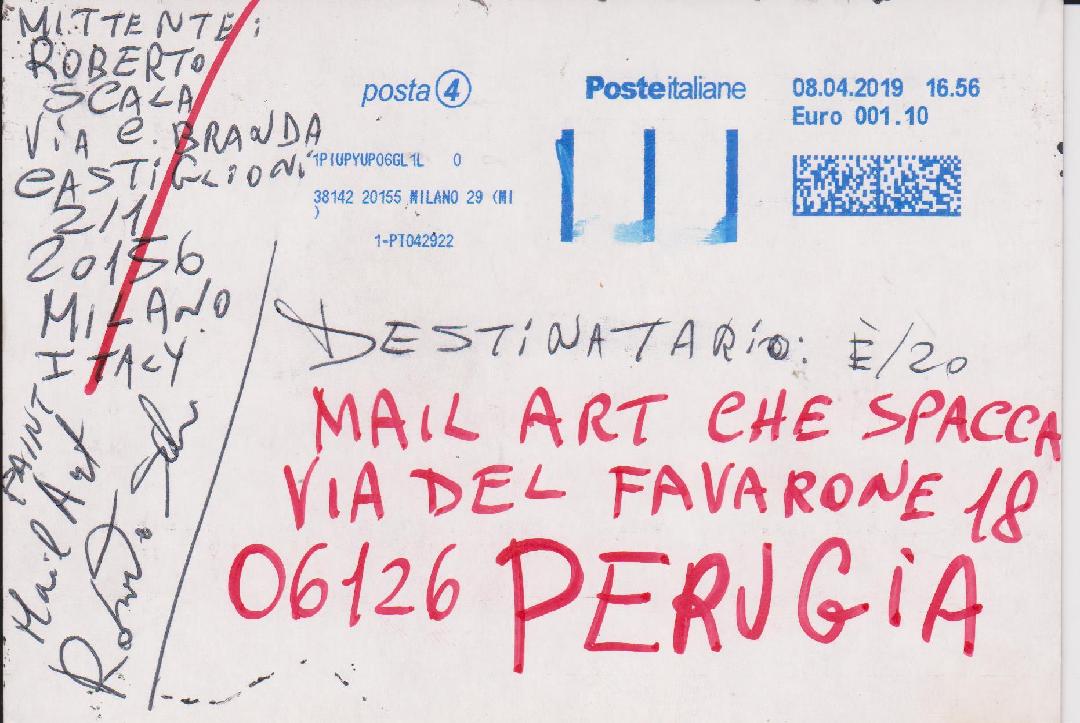 MITTENTE:
ROBERTO
SCALA
VIA C. BRANDA
CASTIGLIONI
2/1
20156
MILANO
ITALY
PAINT
Mail Art
posta 4
1PIUPYUP06GL1L 0
38142 20155 MILANO 29 (MI
)
1-PT042922
Posteitaliane
08.04.2019 16.56
Euro 001.10
DESTINATARIO: È/20
MAIL ART CHE SPACCA
VIA DEL FAVARONE 18
06126 PERUGIA